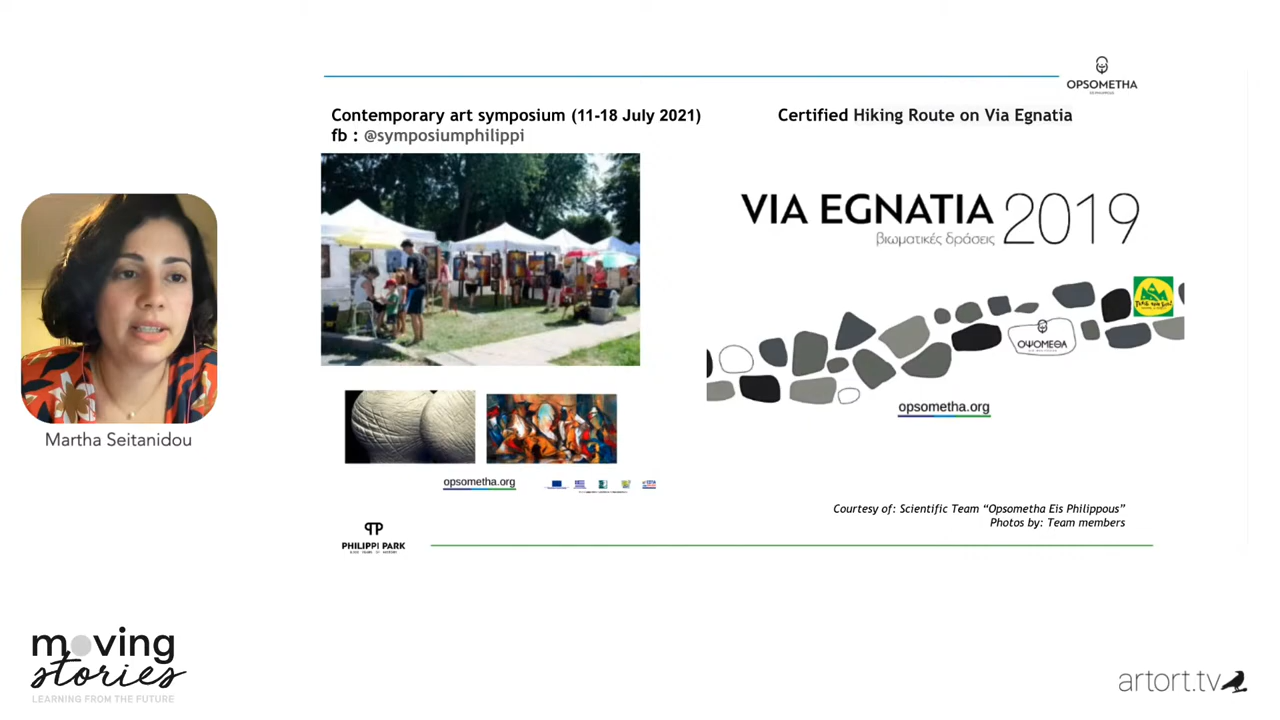 OPSOMETHA
Contemporary art symposium (11-18 July 2021)
fb : @symposiumphilippi
Certified Hiking Route on Via Egnatia
VIA EGNATIA 2019
βιωματικές δράσεις
ΟΨΟΜΕΘΑ
opsometha.org
Martha Seitanidou
opsometha.org
Courtesy of: Scientific Team “Opsometha Eis Philippous”
Photos by: Team members
PHILIPPI PARK
moving
stories
LEARNING FROM THE FUTURE
artort.tv